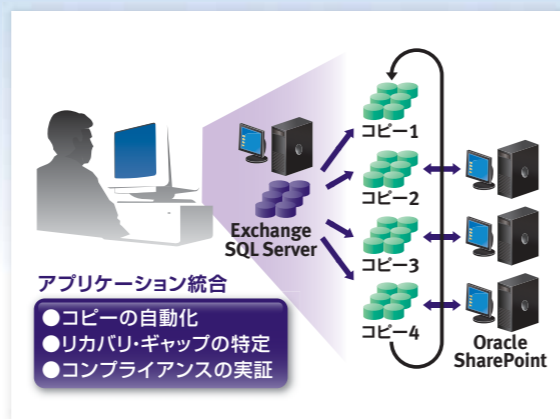 コピー1
コピー2
Exchange
SQL Server
コピー3
アプリケーション統合
●コピーの自動化
●リカバリ・ギャップの特定
●コンプライアンスの実証
コピー4
Oracle
SharePoint